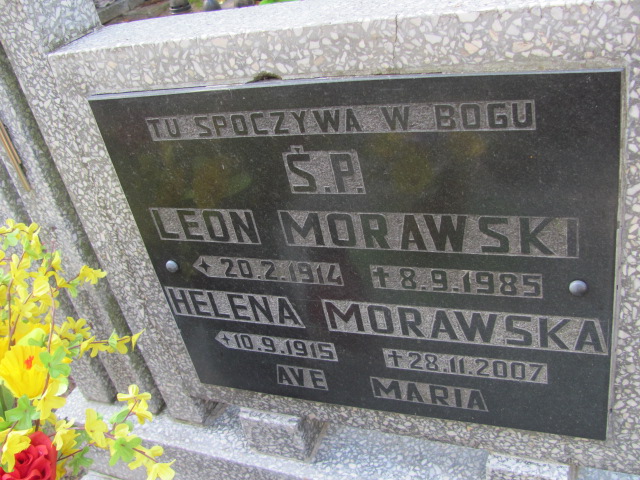 TU SPOCZYWA W BOGU
Ś.P.
LEON MORAWSKI
20.2.1914 +8.9.1985
HELENA MORAWSKA
10.9.1915 +28.11.2007
AVE MARIA